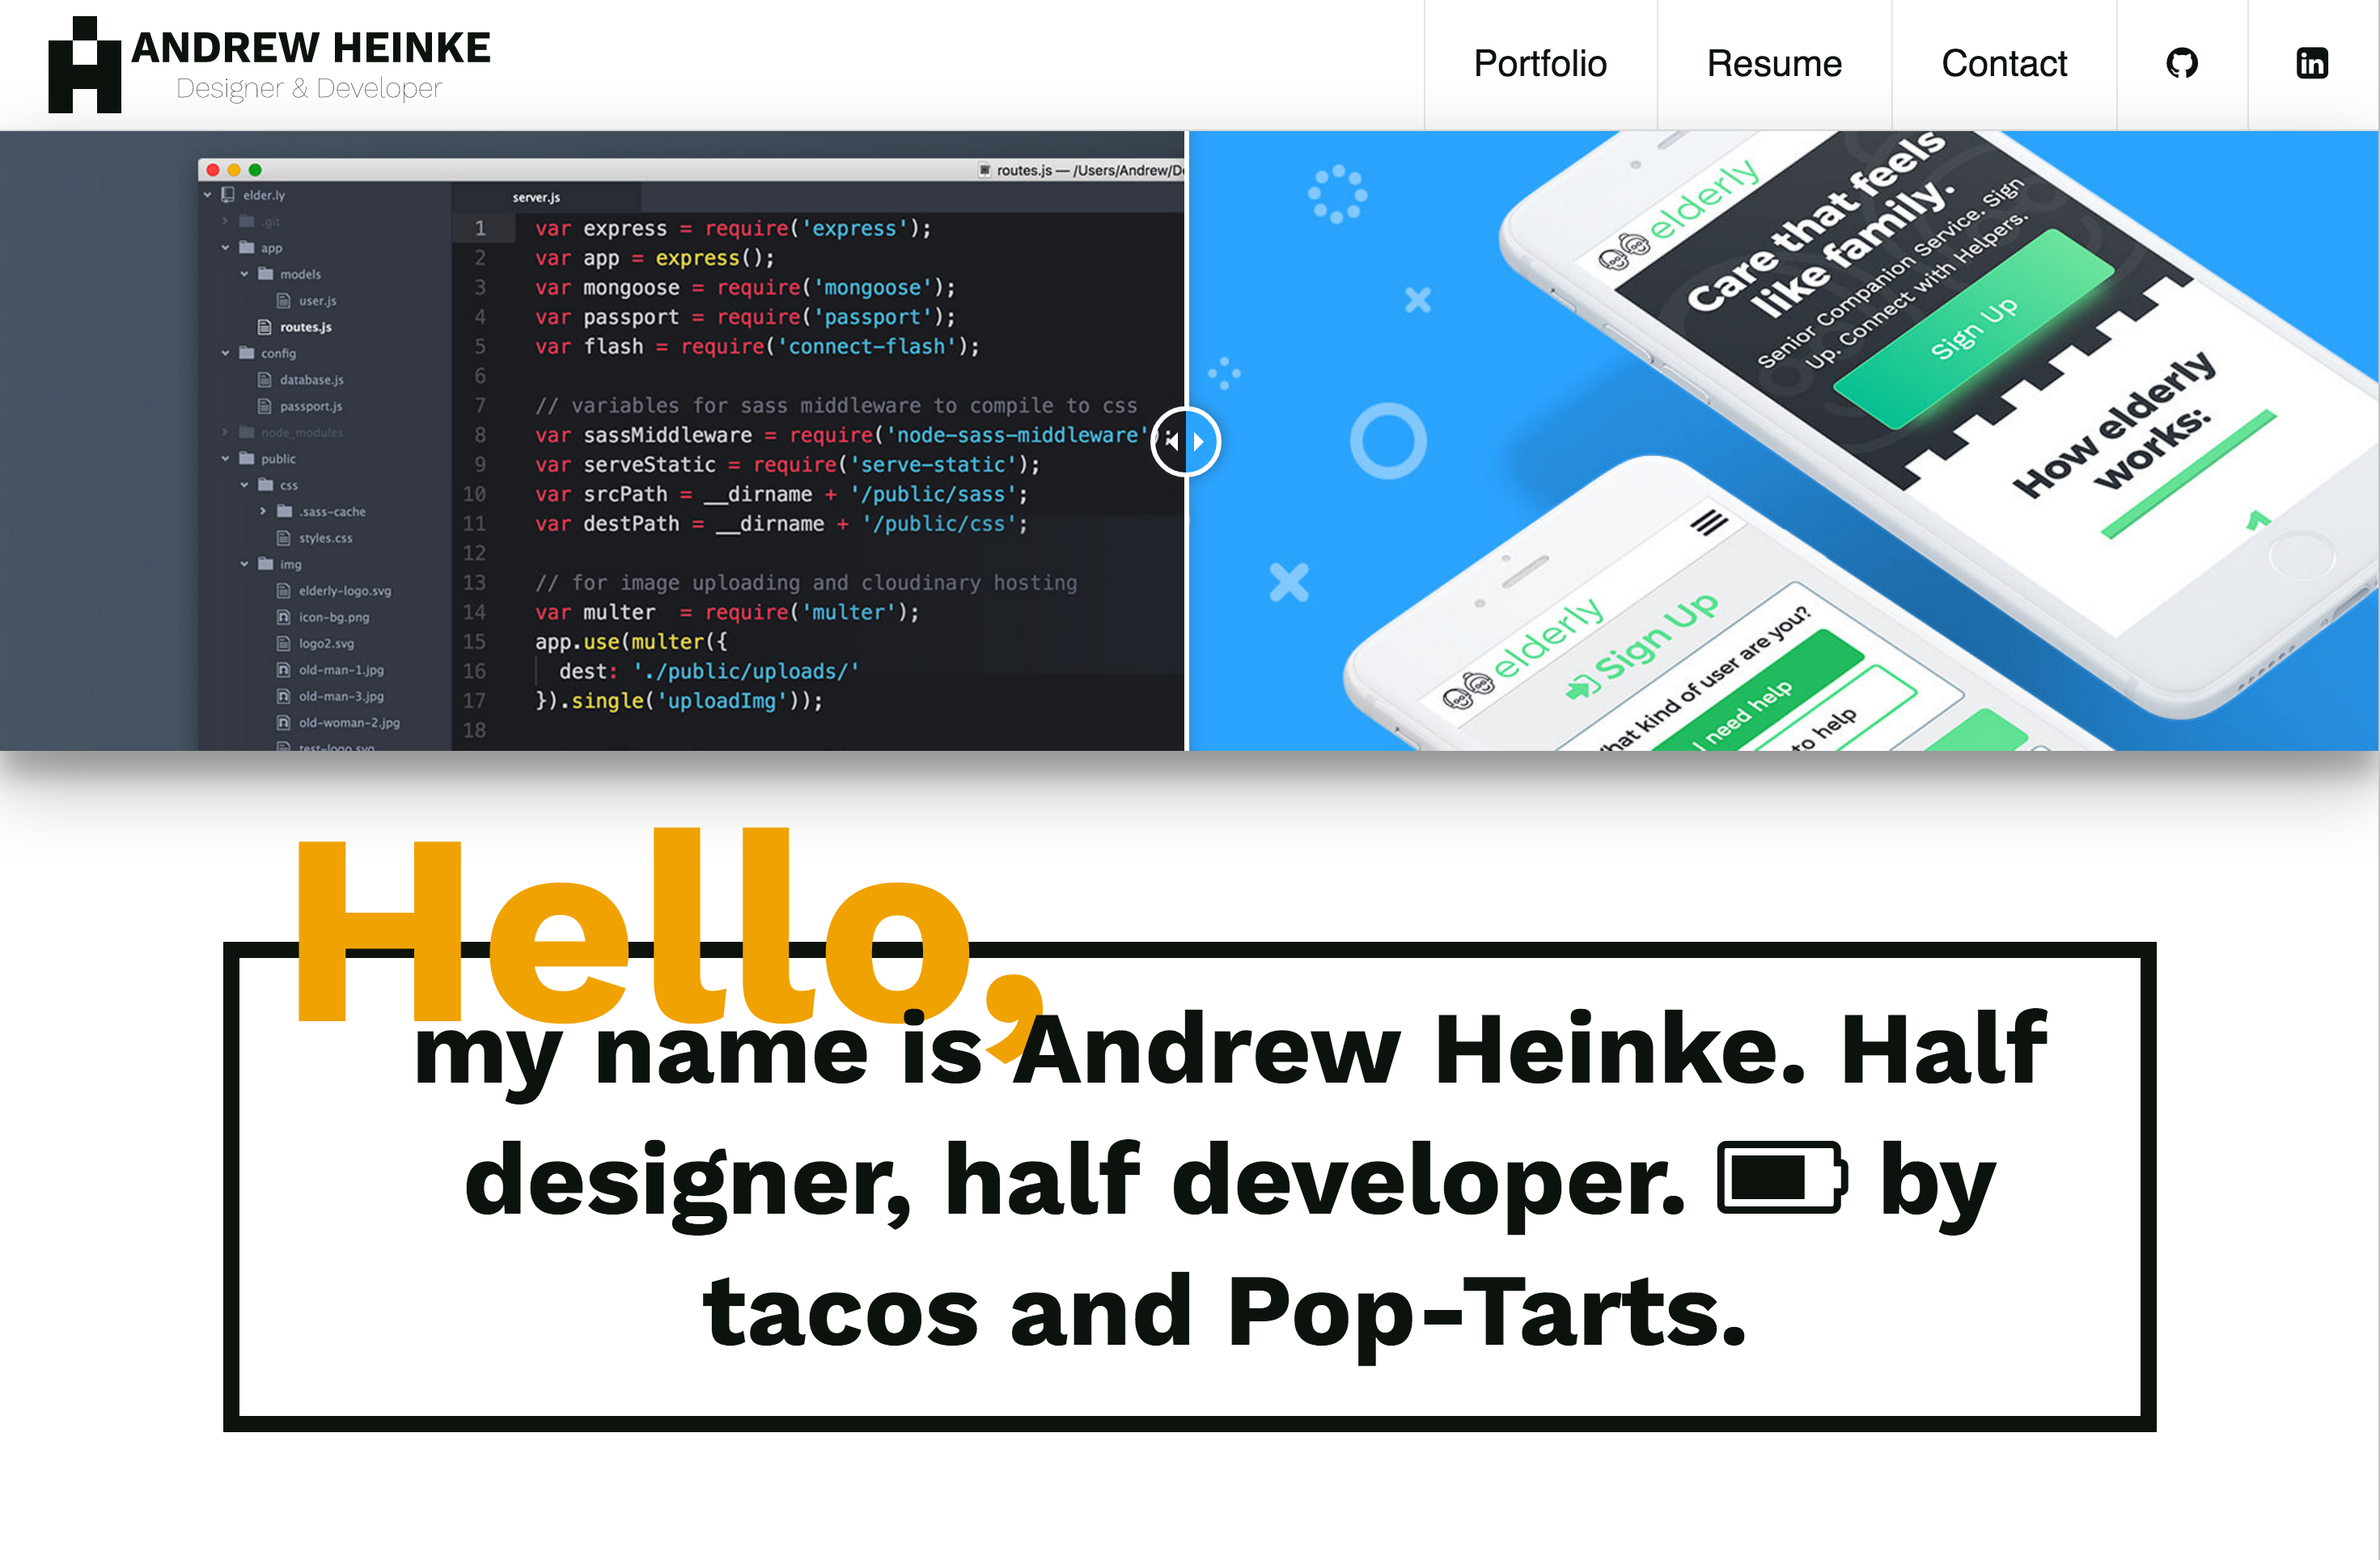 ANDREW HEINKE
Designer & Developer
Portfolio
Resume
Contact
in
routes.js — /Users/Andrew/De
elder.ly
.git
app
models
user.js
routes.js
config
database.js
passport.js
node_modules
public
css
.sass-cache
styles.css
img
elderly-logo.svg
icon-bg.png
logo2.svg
old-man-1.jpg
old-man-3.jpg
old-woman-2.jpg
test-logo.svg
server.js
1 var express = require('express');
2 var app = express();
3 var mongoose = require('mongoose');
4 var passport = require('passport');
5 var flash = require('connect-flash');
6
7 // variables for sass middleware to compile to css
8 var sassMiddleware = require('node-sass-middleware');
9 var serveStatic = require('serve-static');
10 var srcPath = __dirname + '/public/sass';
11 var destPath = __dirname + '/public/css';
12
13 // for image uploading and cloudinary hosting
14 var multer  = require('multer');
15 app.use(multer({
16 dest: './public/uploads/'
17 }).single('uploadImg'));
18
elderly
Care that feels
like family.
Senior Companion Service. Sign
Up. Connect with Helpers.
Sign Up
How elderly
works:
elderly
Sign Up
hat kind of user are you?
I need help
to help
Hello,
my name is Andrew Heinke. Half
designer, half developer. by
tacos and Pop-Tarts.